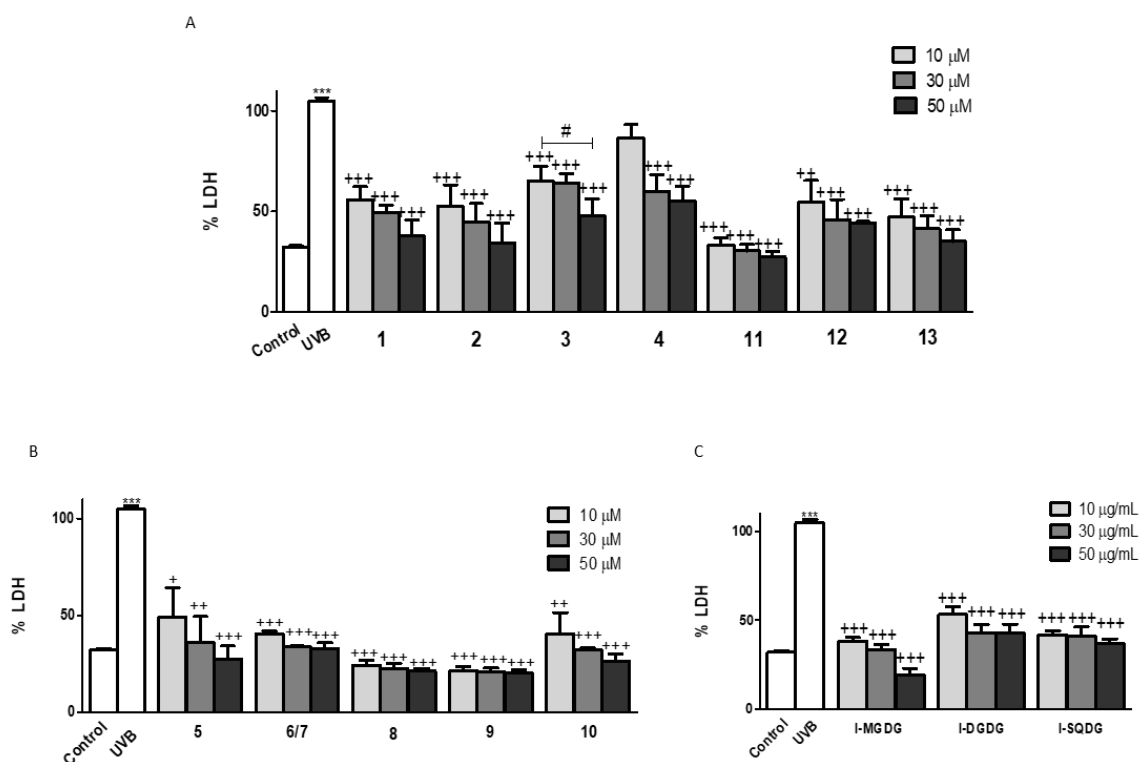 A
10 μM
30 μM
50 μM
% LDH
100
50
0
***
+++ +++ +++
+++ +++ +++
#
+++ +++ +++
+++ +++
+++ +++ +++
++ +++ +++
+++ +++ +++
Control UVB 1 2 3 4 11 12 13
B
10 μM
30 μM
50 μM
% LDH
100
50
0
***
+ ++ +++
+++ +++ +++
+++ +++ +++
+++ +++ +++
++ +++ +++
Control UVB 5 6/7 8 9 10
C
10 μg/mL
30 μg/mL
50 μg/mL
% LDH
100
50
0
***
+++ +++ +++
+++ +++ +++
+++ +++ +++
Control UVB I-MGDG I-DGDG I-SQDG